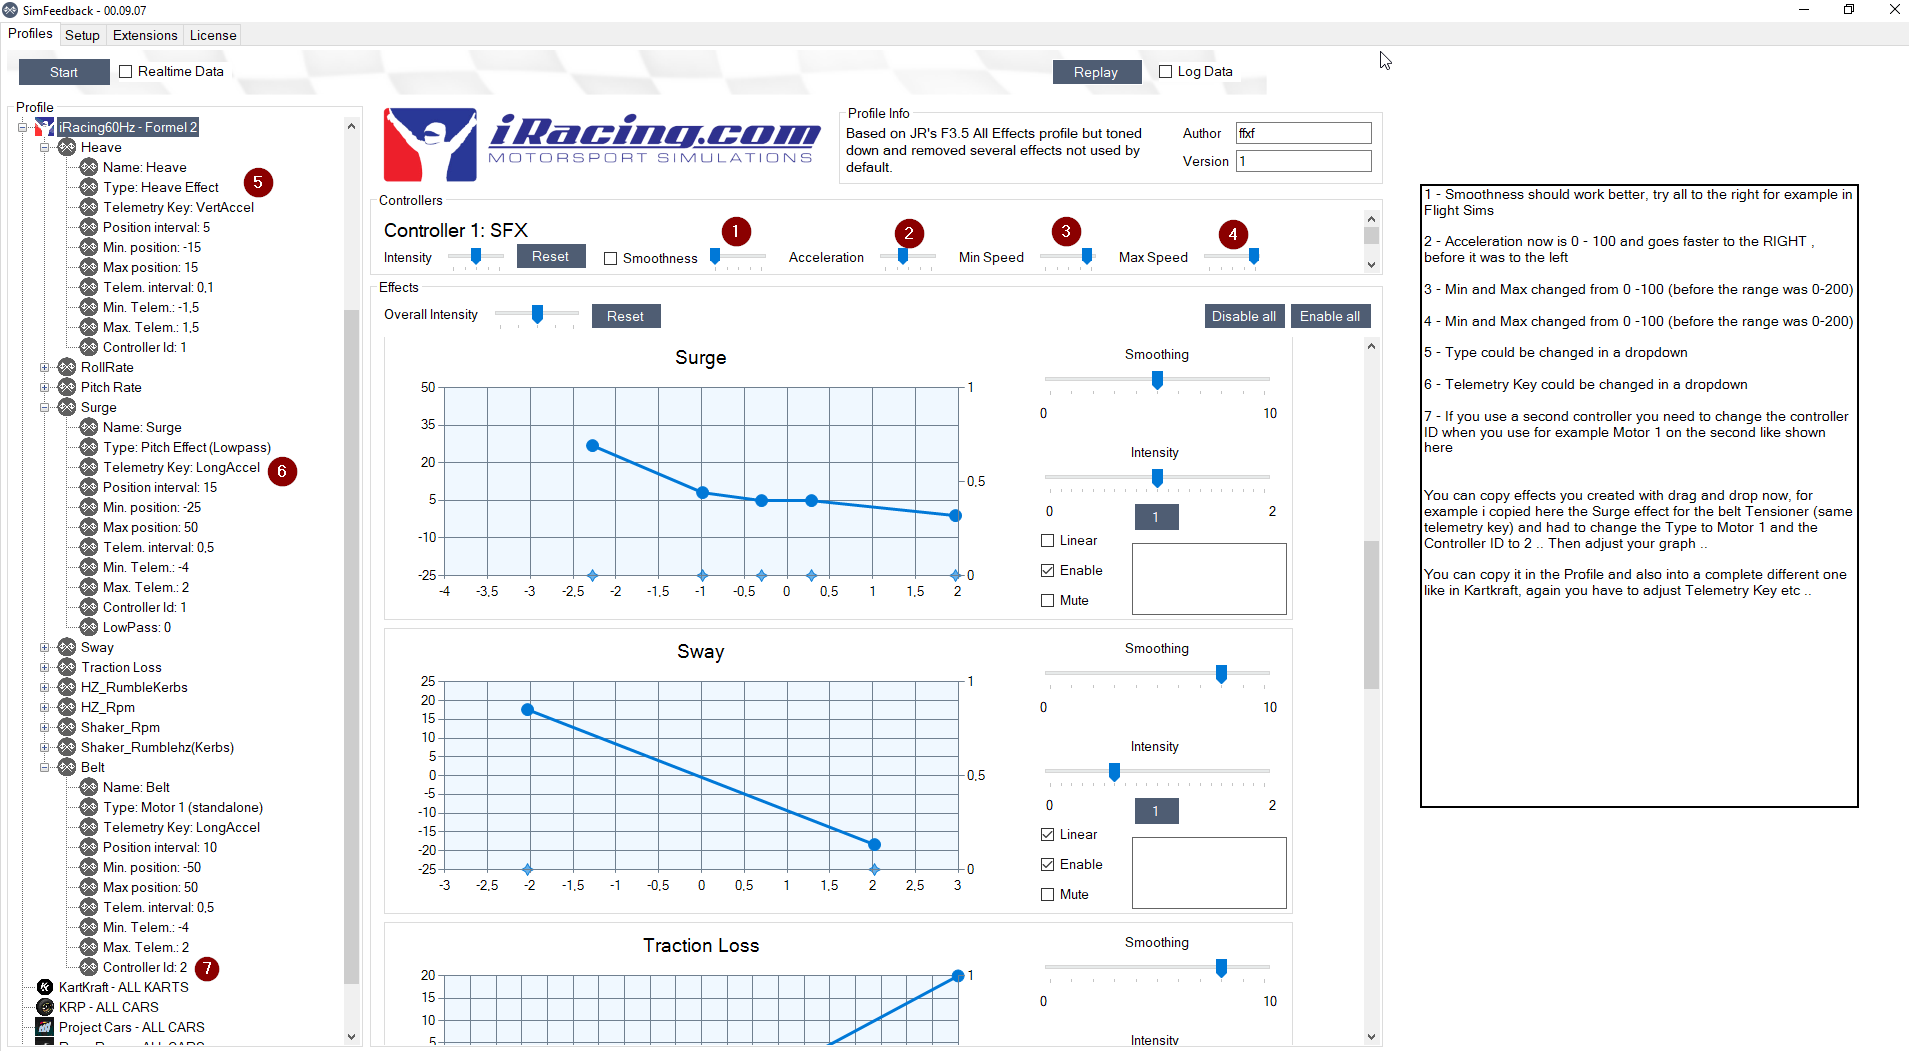 SimFeedback - 00.09.07
Profiles
Setup
Extensions
License
Start
Realtime Data
Replay
Log Data
Profile
iRacing60Hz - Formel 2
Heave
Name: Heave
Type: Heave Effect
5
Telemetry Key: VertAccel
Position interval: 5
Min. position: -15
Max position: 15
Telem. interval: 0,1
Min. Telem.: -1,5
Max. Telem.: 1,5
Controller Id: 1
RollRate
Pitch Rate
Surge
Name: Surge
Type: Pitch Effect (Lowpass)
Telemetry Key: LongAccel
6
Position interval: 15
Min. position: -25
Max position: 50
Telem. interval: 0,5
Min. Telem.: -4
Max. Telem.: 2
Controller Id: 1
LowPass: 0
Sway
Traction Loss
HZ_RumbleKerbs
HZ_Rpm
Shaker_Rpm
Shaker_Rumblehz(Kerbs)
Belt
Name: Belt
Type: Motor 1 (standalone)
Telemetry Key: LongAccel
Position interval: 10
Min. position: -50
Max position: 50
Telem. interval: 0,5
Min. Telem.: -4
Max. Telem.: 2
Controller Id: 2
7
KartKraft - ALL KARTS
KRP - ALL CARS
Project Cars - ALL CARS
iRacing.com
MOTORSPORT SIMULATIONS
Profile Info
Based on JR's F3.5 All Effects profile but toned
down and removed several effects not used by
default.
Author
ffxf
Version
1
Controllers
Controller 1: SFX
1
2
3
4
Intensity
Reset
Smoothness
Acceleration
Min Speed
Max Speed
Effects
Overall Intensity
Reset
Disable all
Enable all
Surge
50
35
20
5
-10
-25
1
0,5
0
-4 -3,5 -3 -2,5 -2 -1,5 -1 -0,5 0 0,5 1 1,5 2
Smoothing
0 10
Intensity
0 2
1
Linear
Enable
Mute
Sway
25
20
15
10
5
0
-5
-10
-15
-20
-25
1
0,5
0
-3 -2,5 -2 -1,5 -1 -0,5 0 0,5 1 1,5 2 2,5 3
Smoothing
0 10
Intensity
0 2
1
Linear
Enable
Mute
Traction Loss
20
15
10
5
1
Smoothing
0 10
Intensity
1 - Smoothness should work better, try all to the right for example in
Flight Sims
2 - Acceleration now is 0 - 100 and goes faster to the RIGHT ,
before it was to the left
3 - Min and Max changed from 0 -100 (before the range was 0-200)
4 - Min and Max changed from 0 -100 (before the range was 0-200)
5 - Type could be changed in a dropdown
6 - Telemetry Key could be changed in a dropdown
7 - If you use a second controller you need to change the controller
ID when you use for example Motor 1 on the second like shown
here
You can copy effects you created with drag and drop now, for
example i copied here the Surge effect for the belt Tensioner (same
telemetry key) and had to change the Type to Motor 1 and the
Controller ID to 2 .. Then adjust your graph ..
You can copy it in the Profile and also into a complete different one
like in Kartkraft, again you have to adjust Telemetry Key etc ..